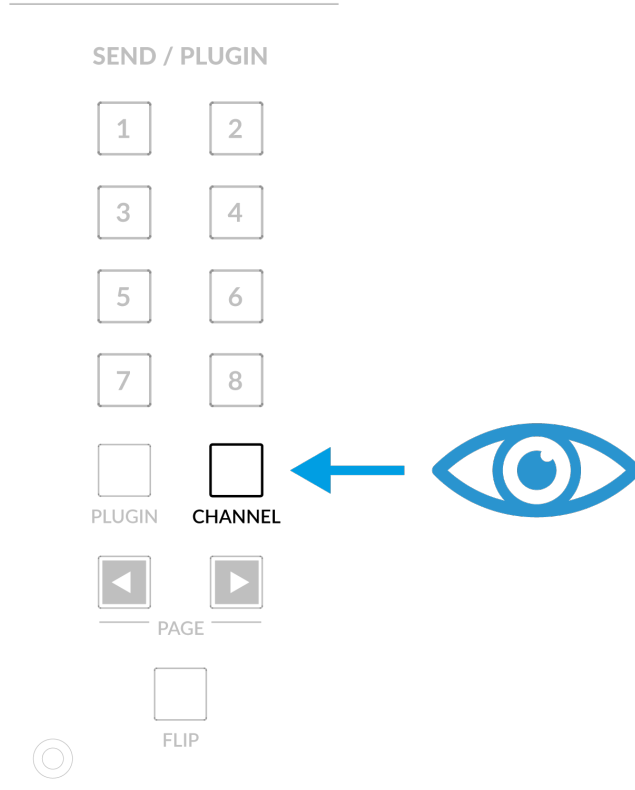 SEND / PLUGIN
1 2
3 4
5 6
7 8
PLUGIN CHANNEL
PAGE
FLIP